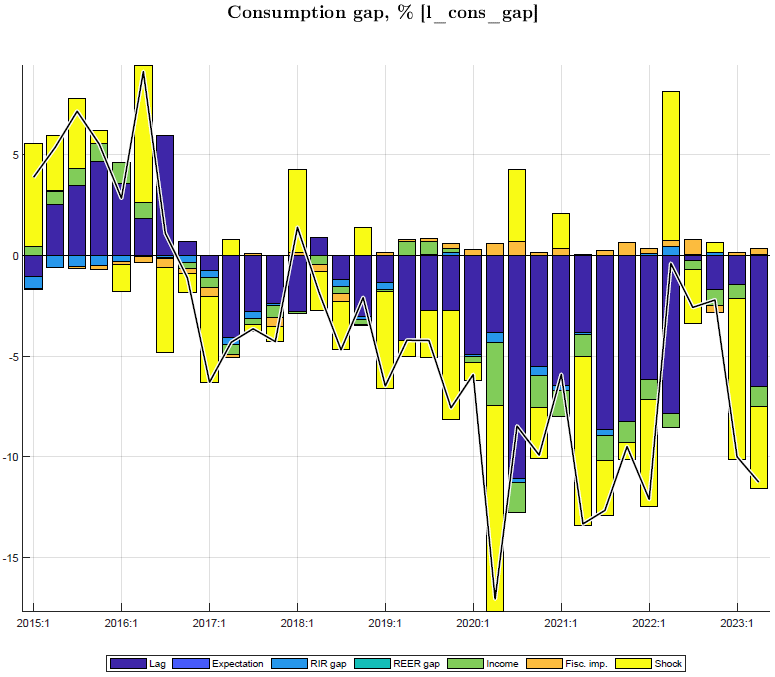 Consumption gap, % [l_cons_gap]
5
0
-5
-10
-15
2015:1 2016:1 2017:1 2018:1 2019:1 2020:1 2021:1 2022:1 2023:1
Lag Expectation RIR gap REER gap Income Fisc. imp. Shock